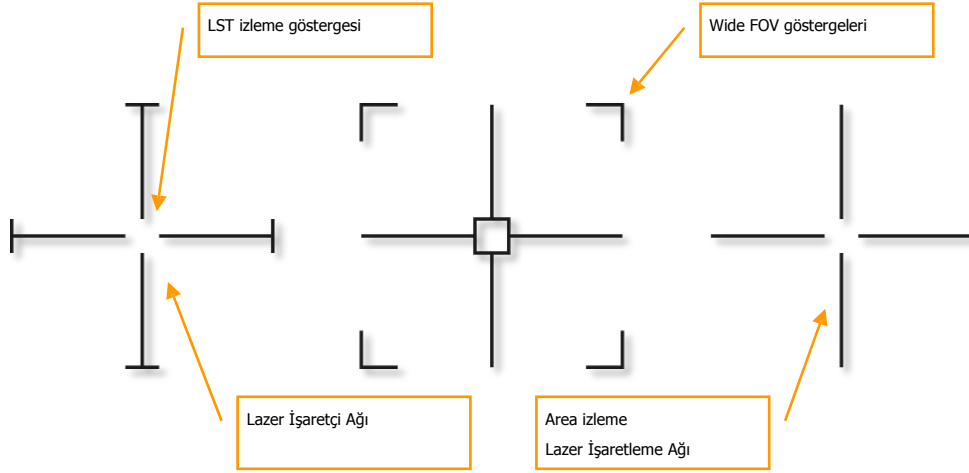 LST izleme göstergesi
Wide FOV göstergeleri
Lazer İşaretçi Ağı
Area izleme
Lazer İşaretleme Ağı